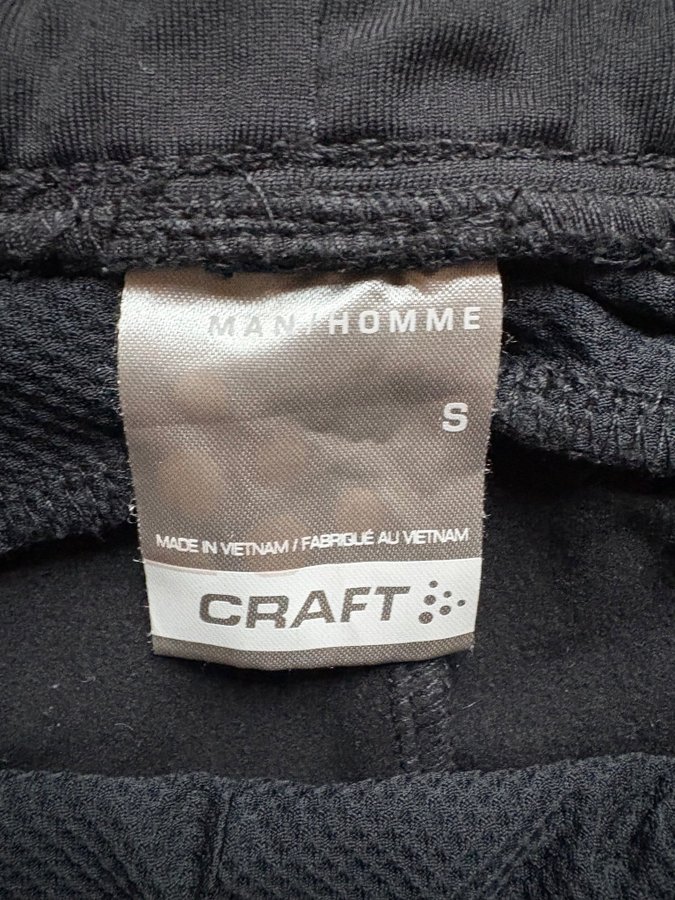 MAN/HOMME
S
MADE IN VIETNAM / FABRIQUÉ AU VIETNAM
CRAFT